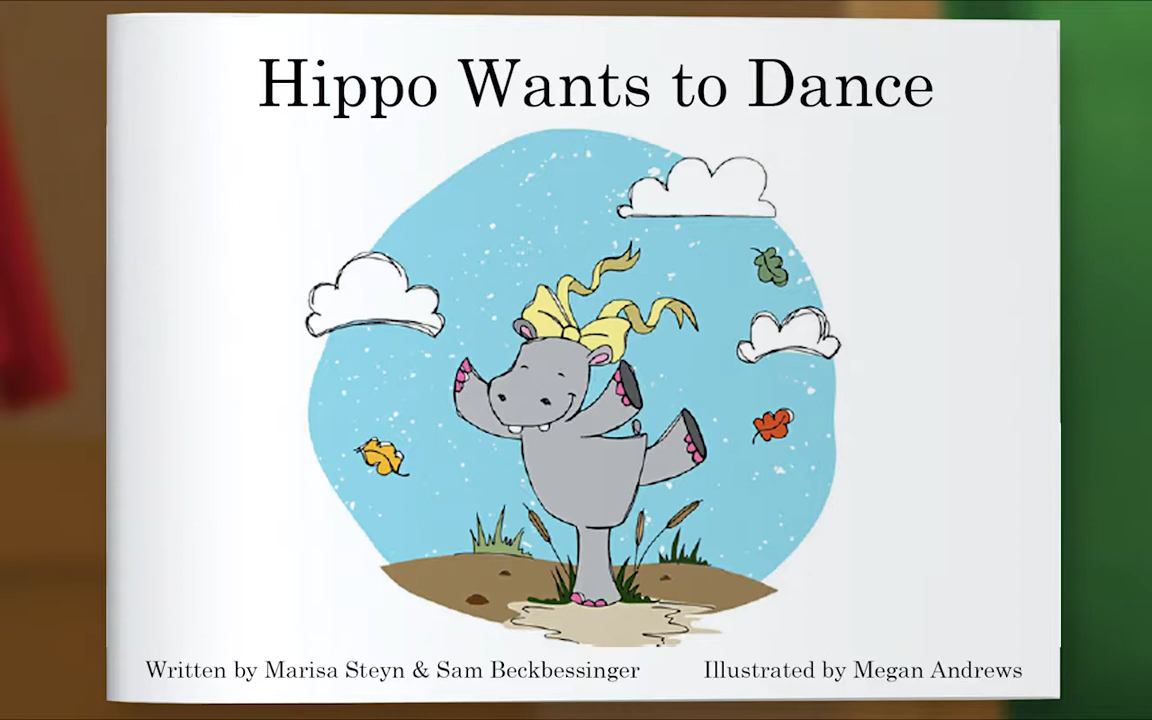 Hippo Wants to Dance
Written by Marisa Steyn & Sam Beckbessinger
Illustrated by Megan Andrews